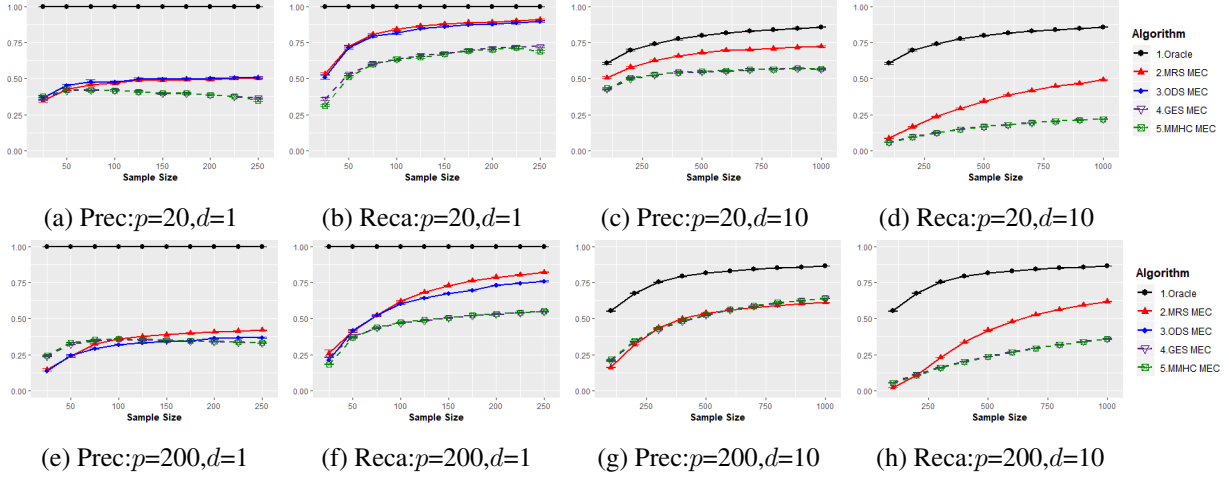 1.00 1.00 1.00 1.00
0.75 0.75 0.75 0.75
0.50 0.50 0.50 0.50
0.25 0.25 0.25 0.25
0.00 0.00 0.00 0.00
50 100 150 200 250 50 100 150 200 250 250 500 750 1000 250 500 750 1000
Sample Size Sample Size Sample Size Sample Size
Algorithm
1.Oracle
2.MRS MEC
3.ODS MEC
4.GES MEC
5.MMHC MEC
(a) Prec:p=20,d=1 (b) Reca:p=20,d=1 (c) Prec:p=20,d=10 (d) Reca:p=20,d=10
1.00 1.00 1.00 1.00
0.75 0.75 0.75 0.75
0.50 0.50 0.50 0.50
0.25 0.25 0.25 0.25
0.00 0.00 0.00 0.00
50 100 150 200 250 50 100 150 200 250 250 500 750 1000 250 500 750 1000
Sample Size Sample Size Sample Size Sample Size
Algorithm
1.Oracle
2.MRS MEC
3.ODS MEC
4.GES MEC
5.MMHC MEC
(e) Prec:p=200,d=1 (f) Reca:p=200,d=1 (g) Prec:p=200,d=10 (h) Reca:p=200,d=10